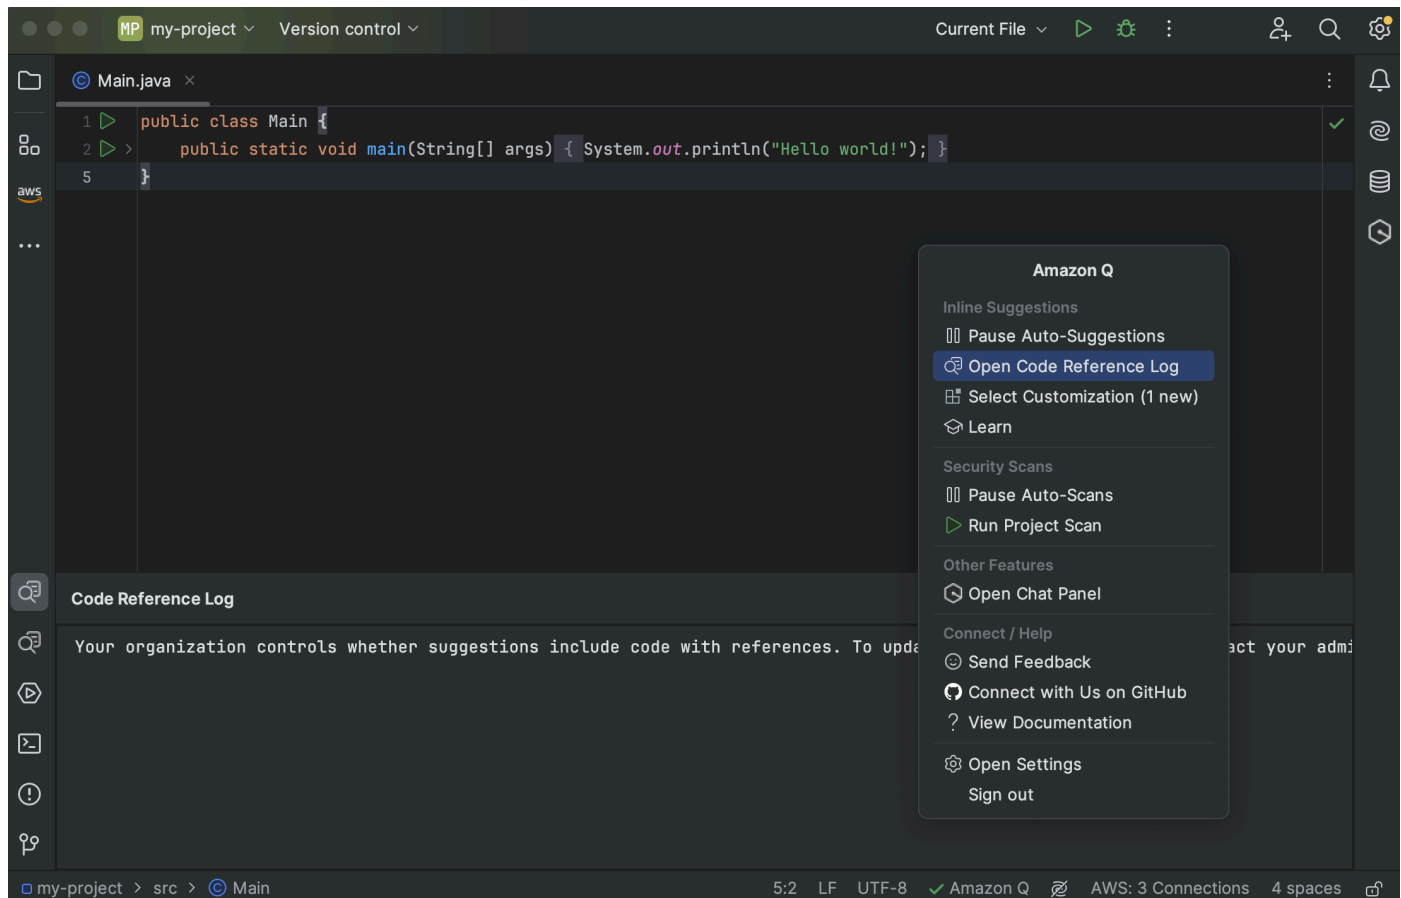 MP my-project Version control Current File
Main.java
1 public class Main {
2 public static void main(String[] args) { System.out.println("Hello world!"); }
5 }
aws
Amazon Q
Inline Suggestions
Pause Auto-Suggestions
Open Code Reference Log
Select Customization (1 new)
Learn
Security Scans
Pause Auto-Scans
Run Project Scan
Other Features
Open Chat Panel
Connect / Help
Send Feedback
Connect with Us on GitHub
View Documentation
Open Settings
Sign out
Code Reference Log
Your organization controls whether suggestions include code with references. To your
my-project > src > Main 5:2 LF UTF-8 Amazon Q AWS: 3 Connections 4 spaces